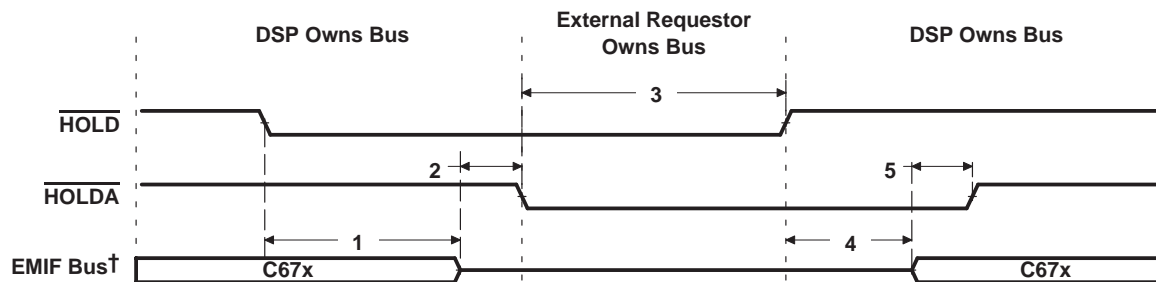 DSP Owns Bus
External Requestor
Owns Bus
DSP Owns Bus
3
HOLD
2
5
HOLDA
1
4
EMIF Bus†
C67x
C67x